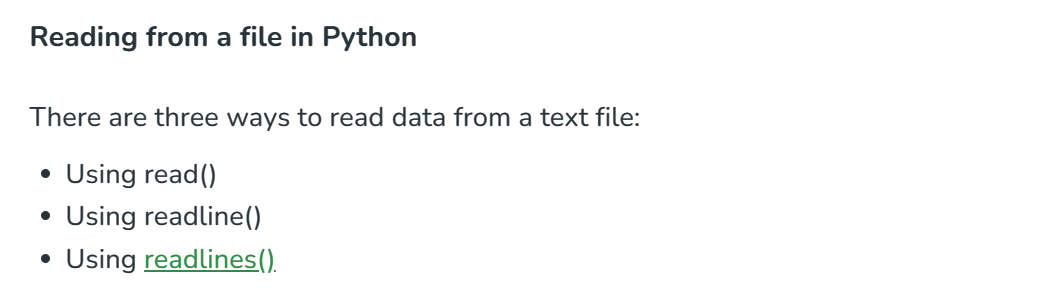 Reading from a file in Python
There are three ways to read data from a text file:
• Using read()
• Using readline()
• Using readlines()